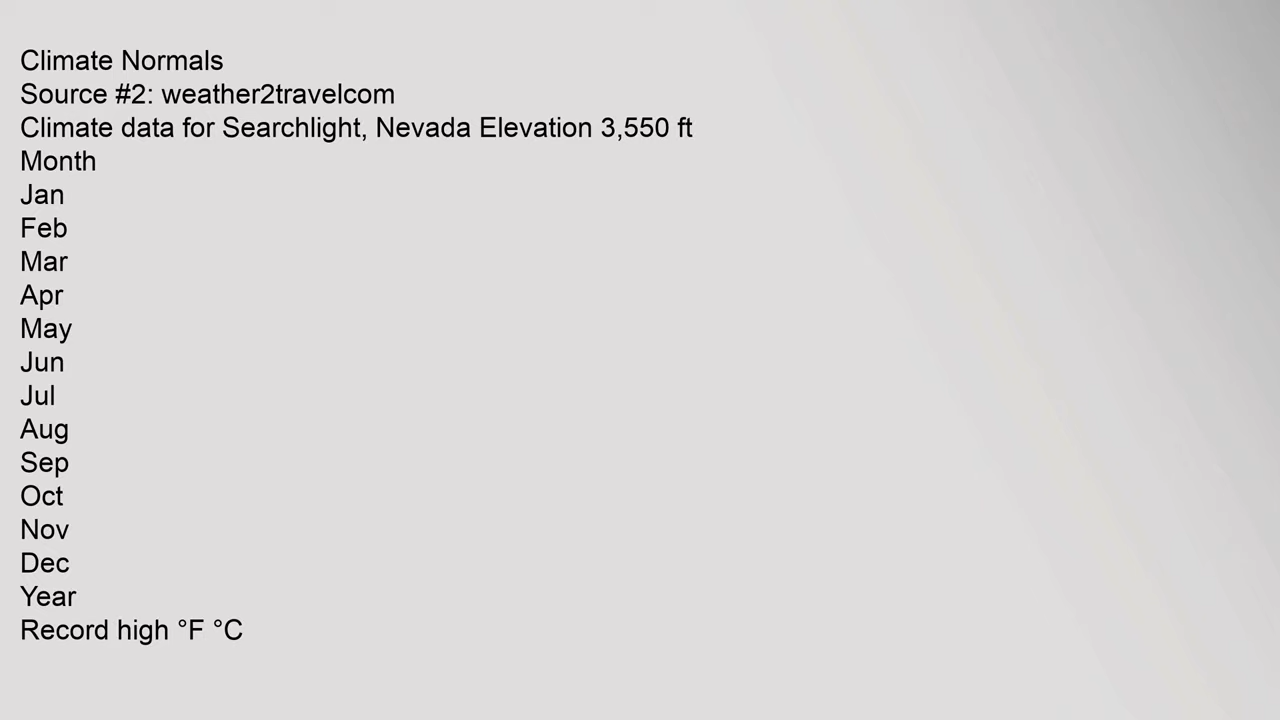 Climate Normals
Source #2: weather2travelcom
Climate data for Searchlight, Nevada Elevation 3,550 ft
Month
Jan
Feb
Mar
Apr
May
Jun
Jul
Aug
Sep
Oct
Nov
Dec
Year
Record high °F °C